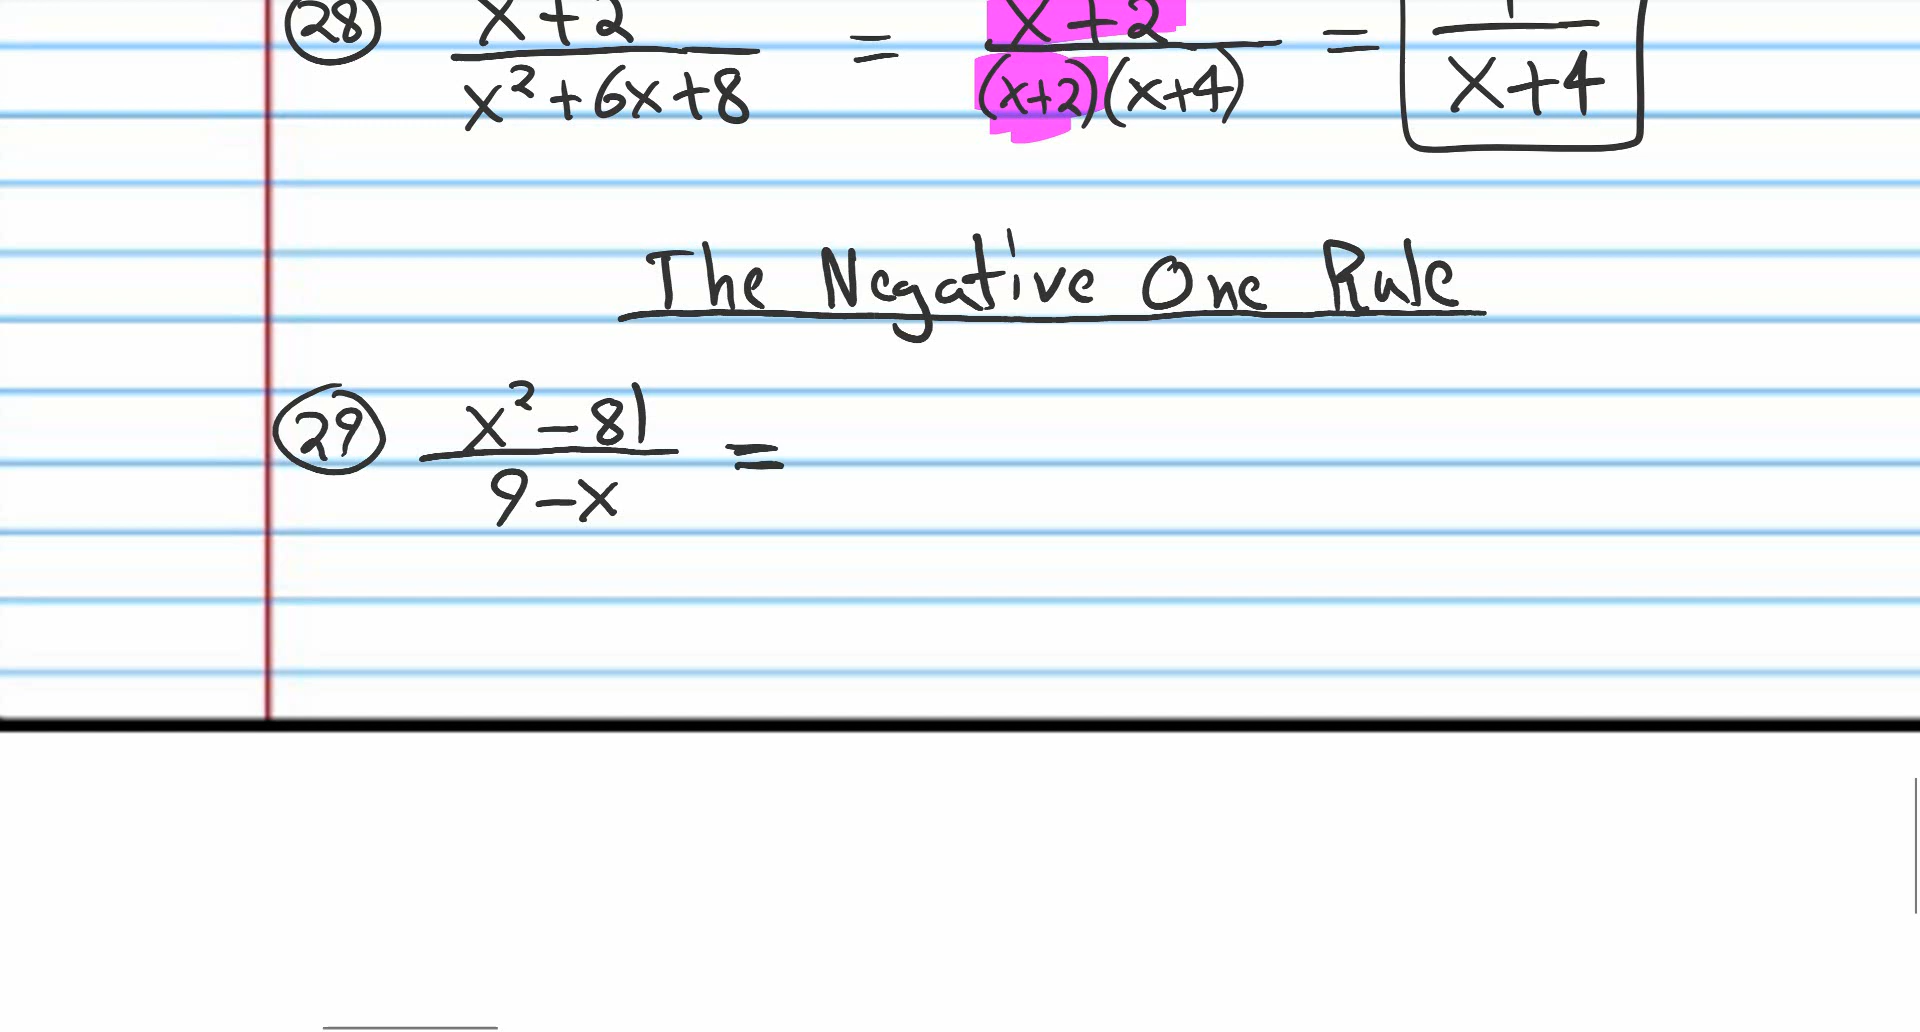 28 x+2 / x²+6x+8 = x+2 / (x+2)(x+4) = 1 / x+4
The Negative One Rule
29 x²-81 / 9-x =